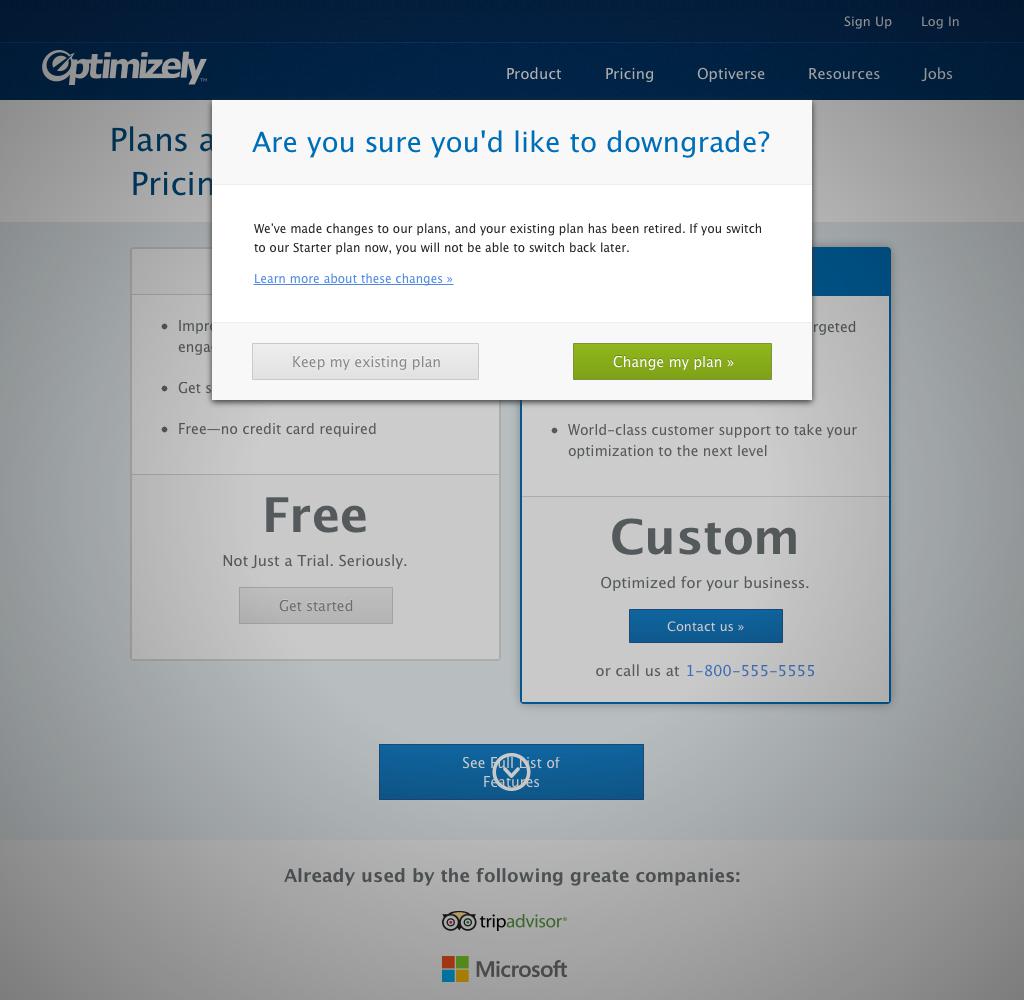 Sign Up Log In
Optimizely™
Product Pricing Optiverse Resources Jobs
Plans a
Pricin
Are you sure you'd like to downgrade?
We've made changes to our plans, and your existing plan has been retired. If you switch
to our Starter plan now, you will not be able to switch back later.
Learn more about these changes »
Keep my existing plan
Change my plan »
Impr
enga
Get s
Free—no credit card required
Free
Not Just a Trial. Seriously.
Get started
rgeted
World-class customer support to take your
optimization to the next level
Custom
Optimized for your business.
Contact us »
or call us at 1-800-555-5555
See Full List of
Features
Already used by the following greate companies:
tripadvisor®
Microsoft